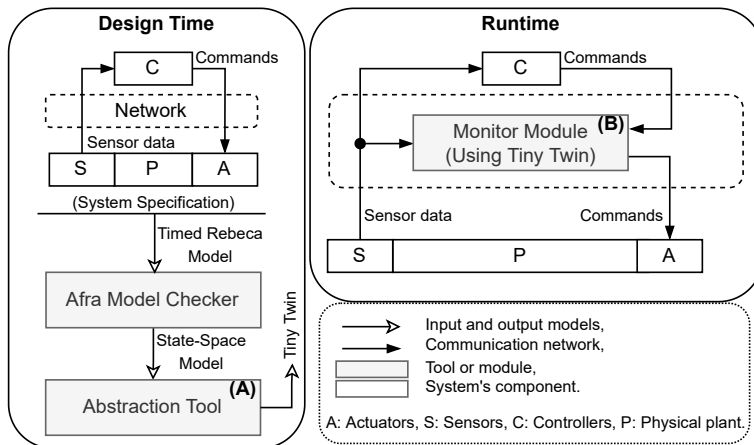 Design Time
Commands
C
Network
Sensor data
S
P
A
(System Specification)
Timed Rebeca
Model
Afra Model Checker
State-Space
Model
(A)
Abstraction Tool
Tiny Twin
Runtime
Commands
C
Monitor Module (B)
(Using Tiny Twin)
Sensor data
Commands
S
P
A
Input and output models,
Communication network,
Tool or module,
System's component.
A: Actuators, S: Sensors, C: Controllers, P: Physical plant.